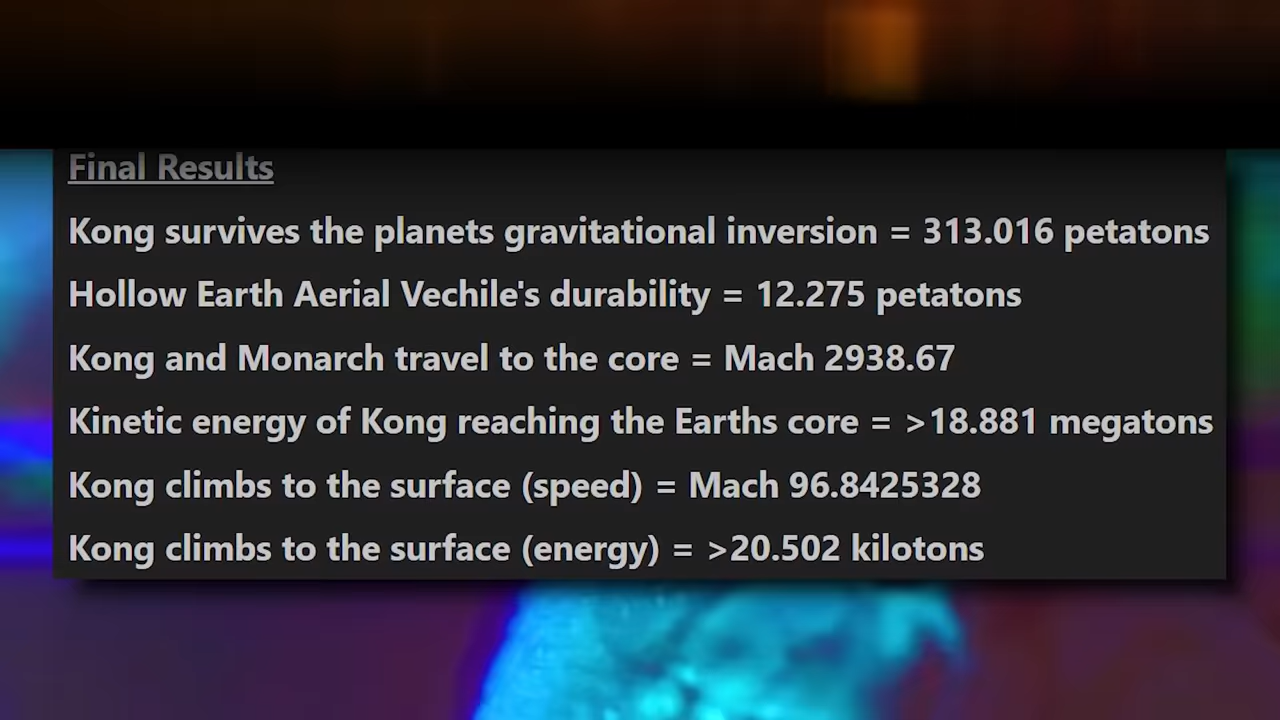 Final Results
Kong survives the planets gravitational inversion = 313.016 petatons
Hollow Earth Aerial Vechile's durability = 12.275 petatons
Kong and Monarch travel to the core = Mach 2938.67
Kinetic energy of Kong reaching the Earths core = >18.881 megatons
Kong climbs to the surface (speed) = Mach 96.8425328
Kong climbs to the surface (energy) = >20.502 kilotons